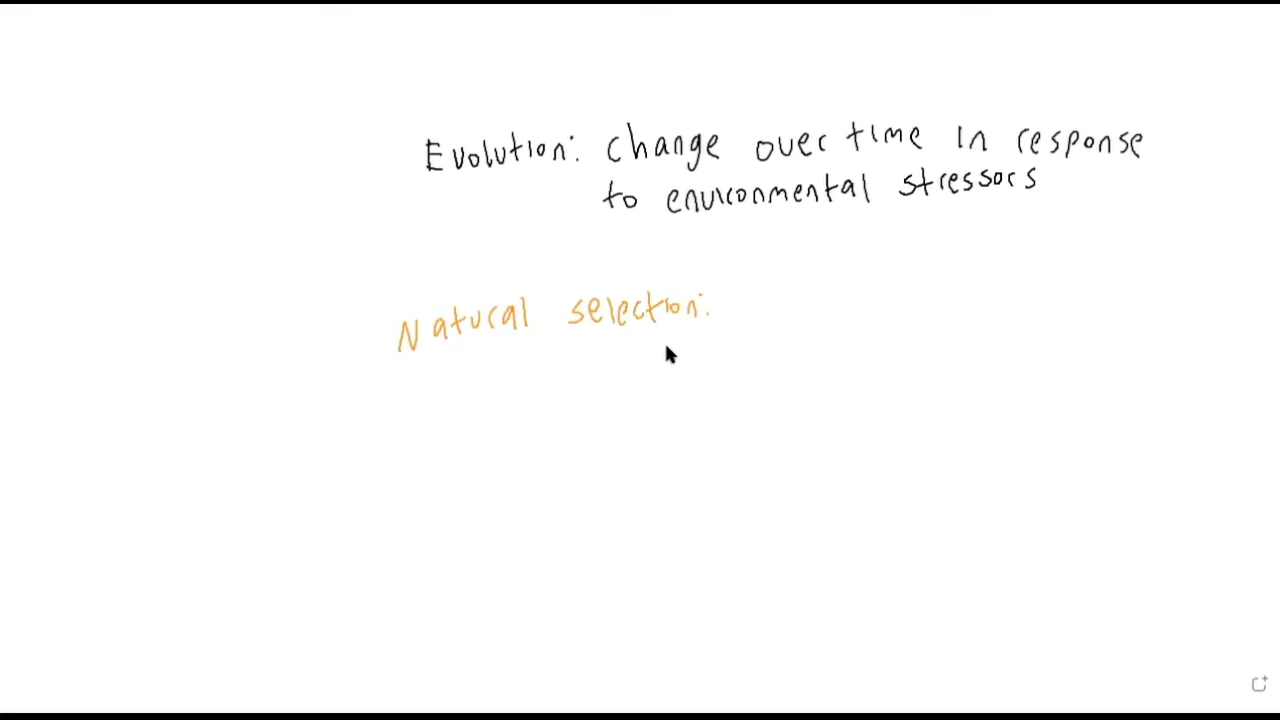 Evolution: change over time in response
to environmental stressors
Natural selection: